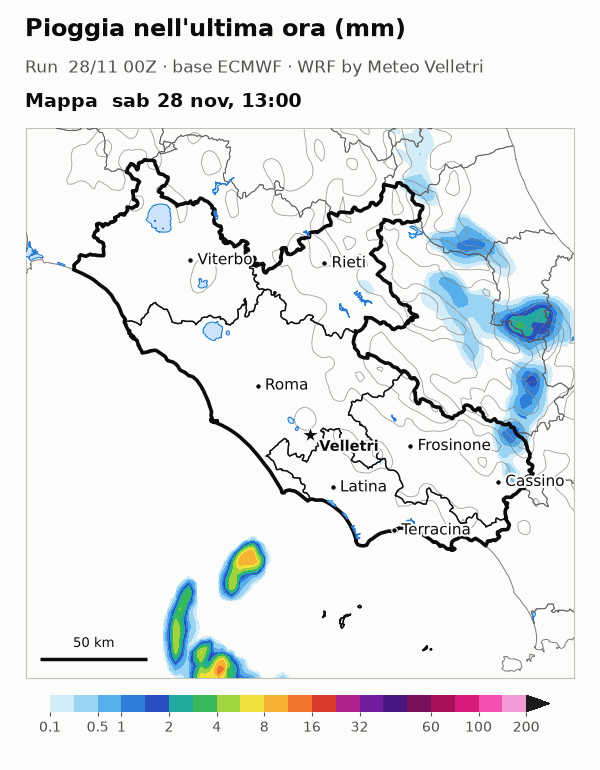 Pioggia nell'ultima ora (mm)
Run  28/11 00Z · base ECMWF · WRF by Meteo Velletri
Mappa  sab 28 nov, 13:00
Viterbo
Rieti
Roma
Velletri
Frosinone
Latina
Cassino
Terracina
50 km
0.1 0.5 1 2 4 8 16 32 60 100 200